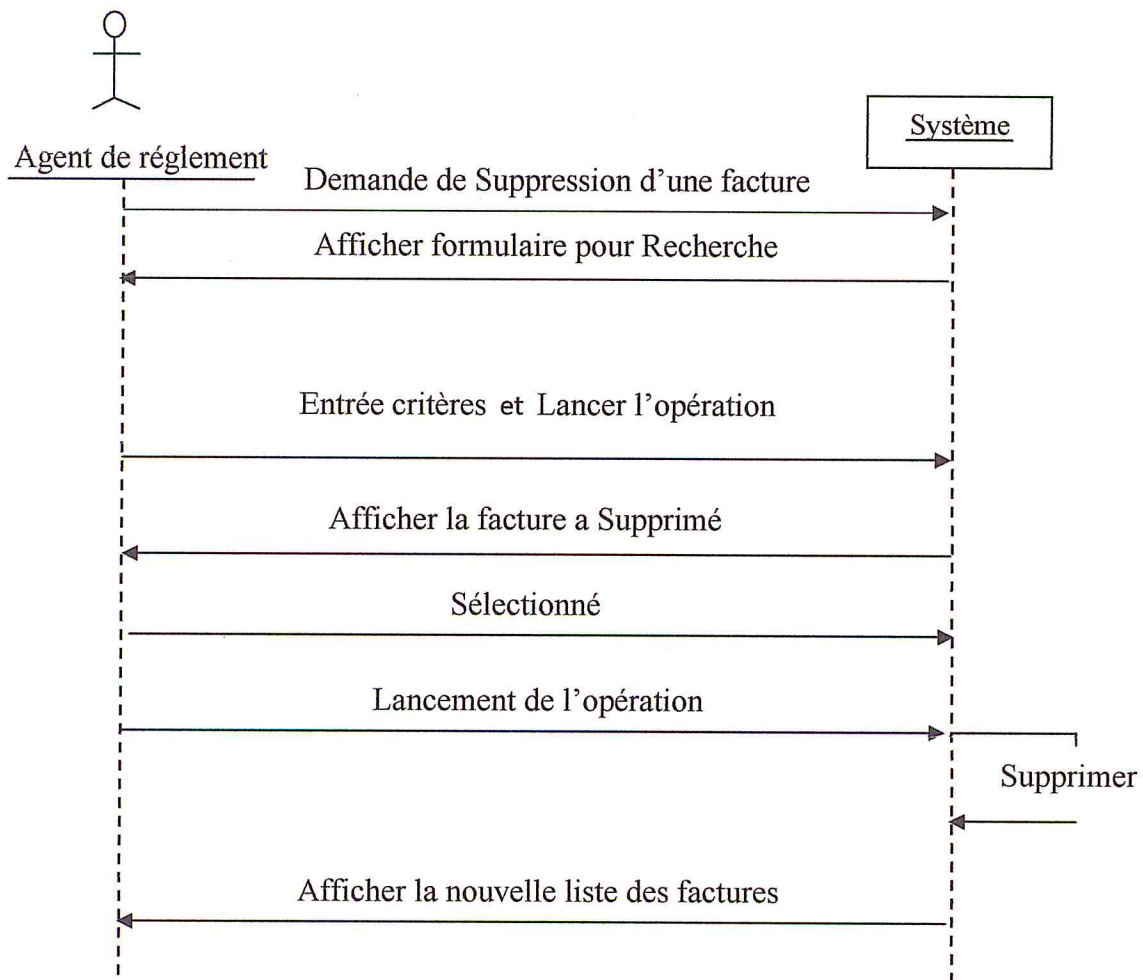 Système
Agent de réglement
Demande de Suppression d’une facture
Afficher formulaire pour Recherche
Entrée critères et Lancer l’opération
Afficher la facture a Supprimé
Sélectionné
Lancement de l’opération
Supprimer
Afficher la nouvelle liste des factures